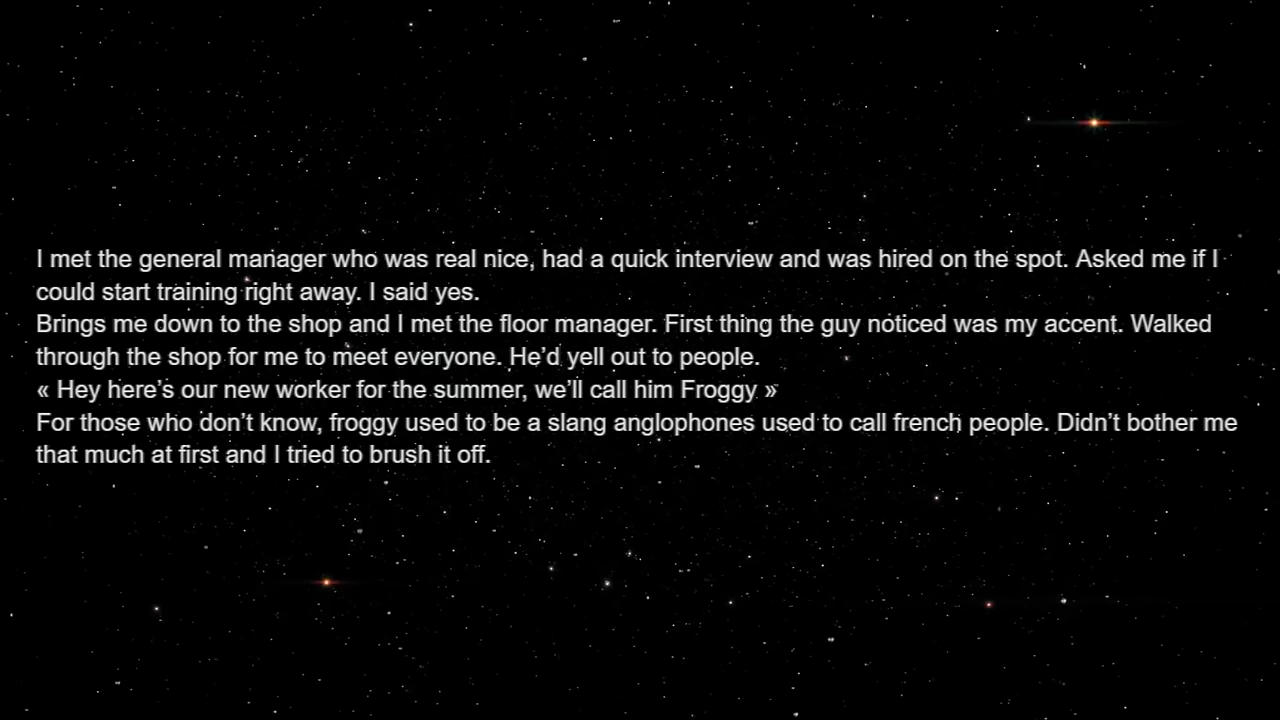 I met the general manager who was real nice, had a quick interview and was hired on the spot. Asked me if I
could start training right away. I said yes.
Brings me down to the shop and I met the floor manager. First thing the guy noticed was my accent. Walked
through the shop for me to meet everyone. He’d yell out to people.
« Hey here’s our new worker for the summer, we’ll call him Froggy »
For those who don’t know, froggy used to be a slang anglophones used to call french people. Didn’t bother me
that much at first and I tried to brush it off.